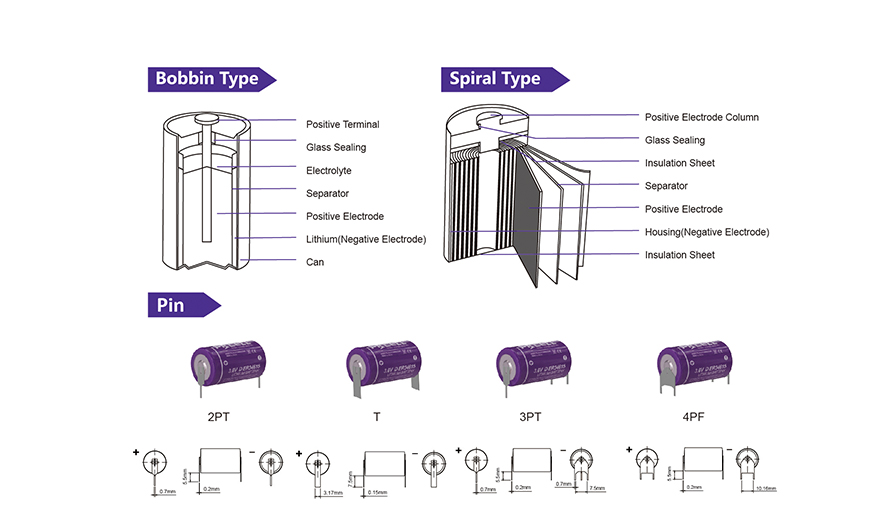 Bobbin Type
Positive Terminal
Glass Sealing
Electrolyte
Separator
Positive Electrode
Lithium(Negative Electrode)
Can
Spiral Type
Positive Electrode Column
Glass Sealing
Insulation Sheet
Separator
Positive Electrode
Housing(Negative Electrode)
Insulation Sheet
Pin
2PT
T
3PT
4PF
+ −
5.5mm
0.7mm
0.2mm
+ −
7.5mm
3.17mm
0.15mm
+ −
5.5mm
0.7mm
0.2mm
0.7mm
7.5mm
+ −
5.5mm
0.2mm
10.16mm